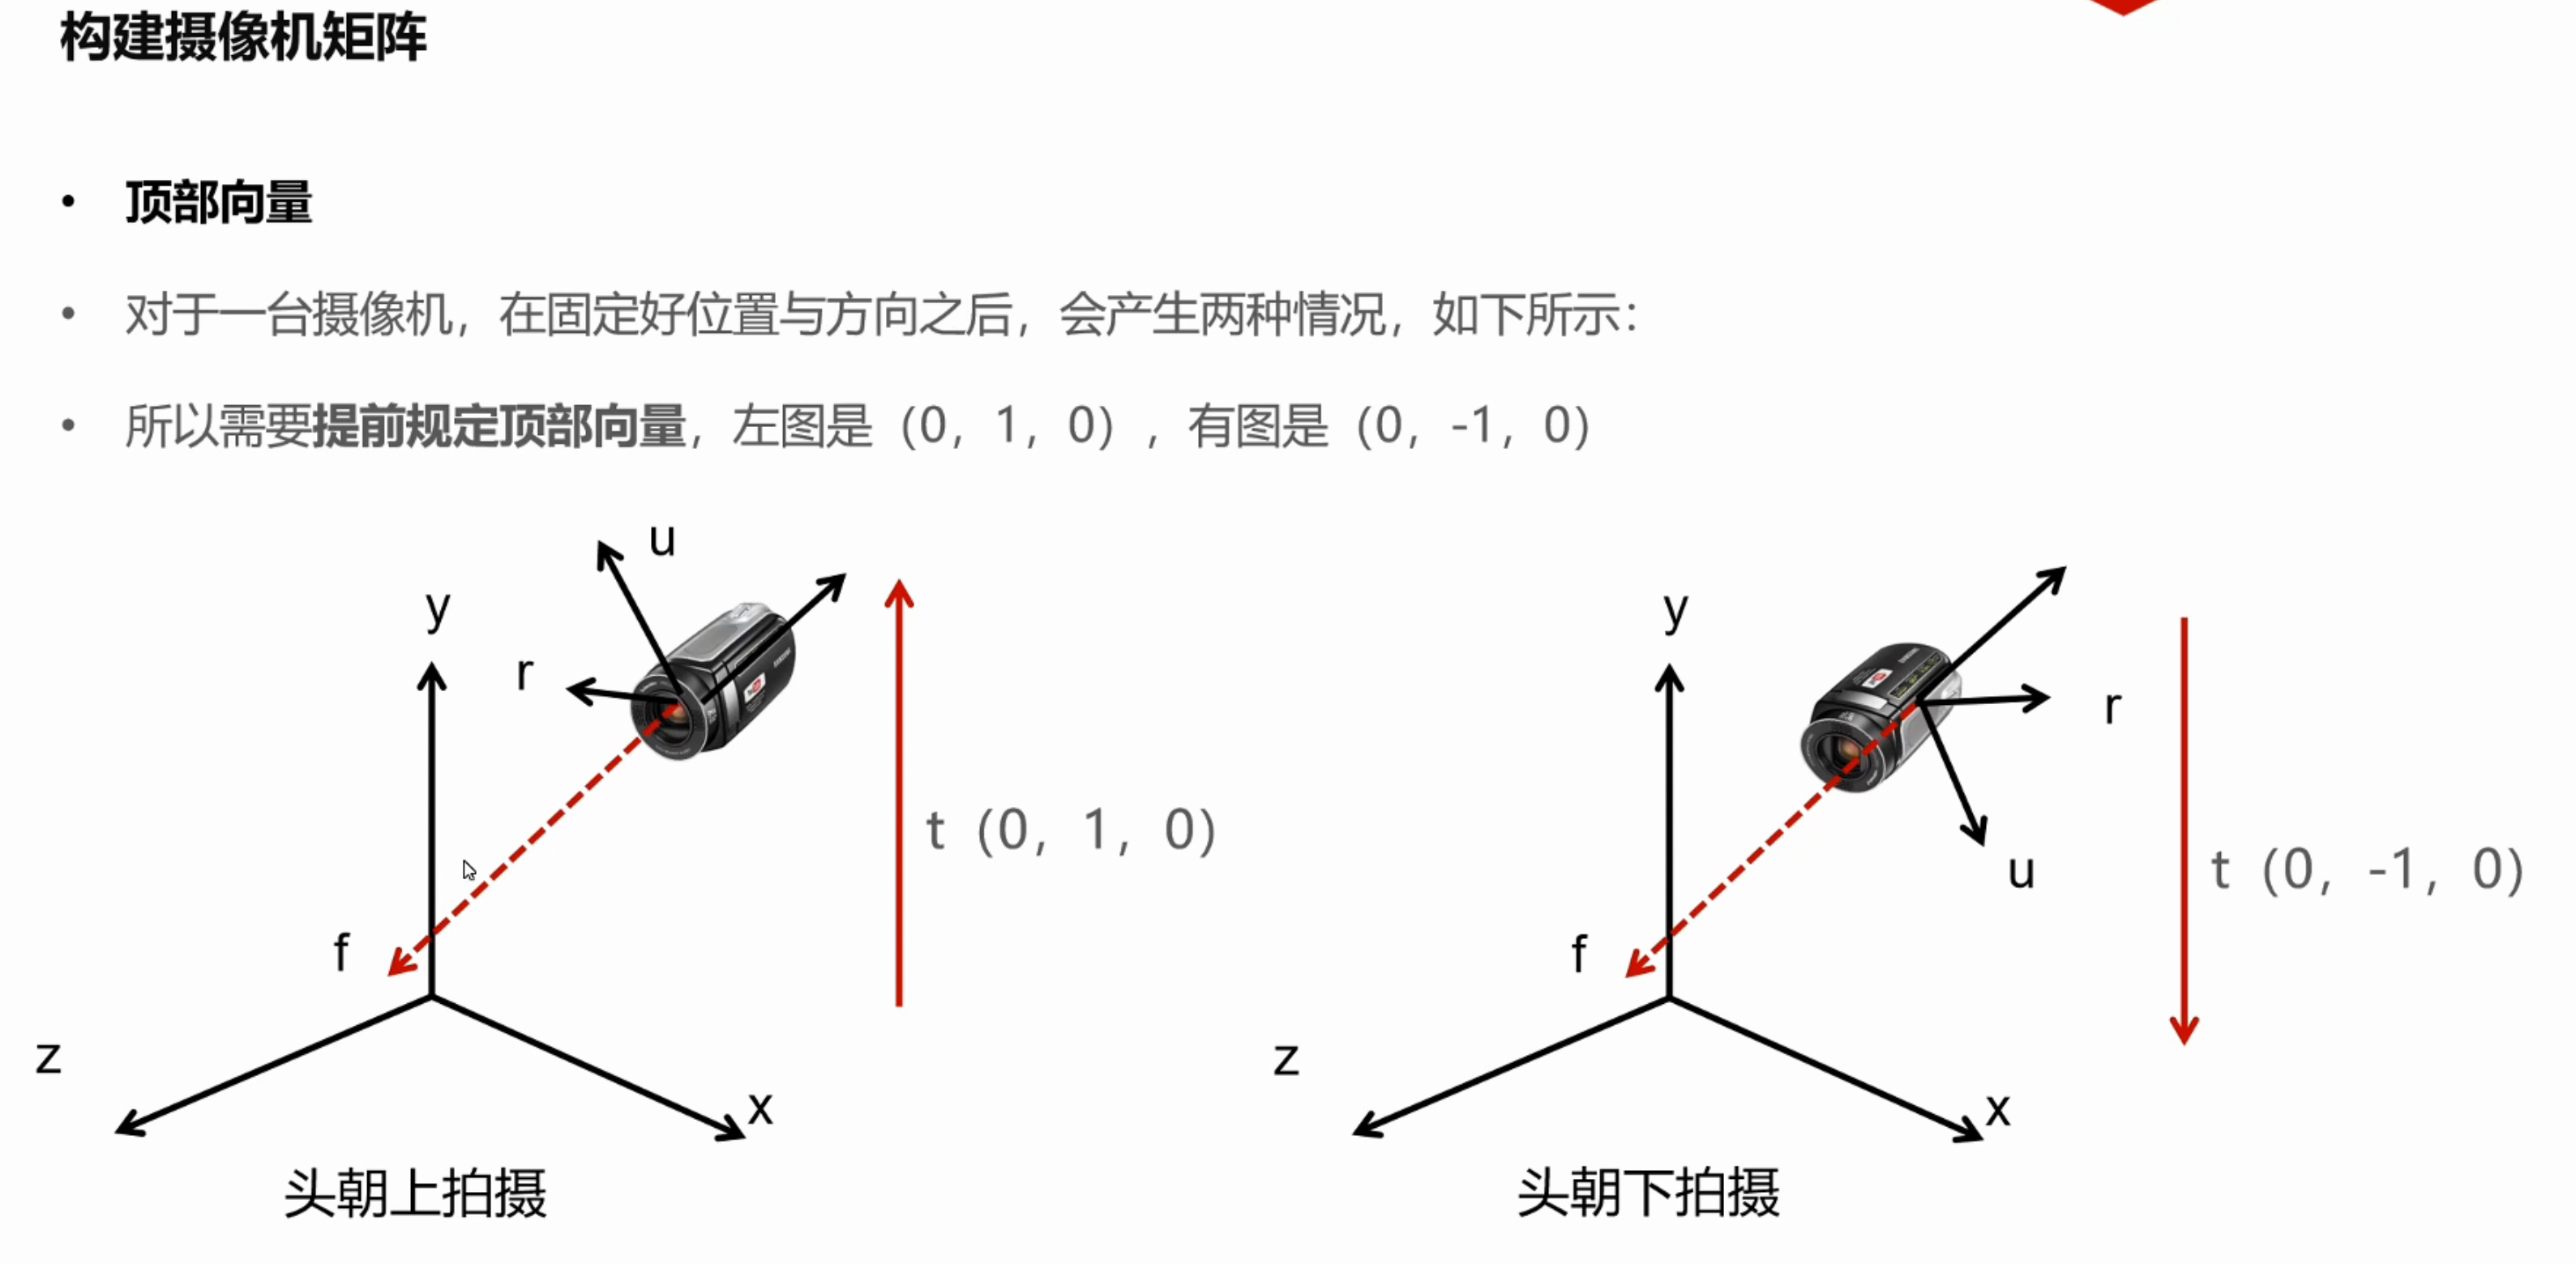 构建摄像机矩阵
• 顶部向量
• 对于一台摄像机，在固定好位置与方向之后，会产生两种情况，如下所示：
• 所以需要提前规定顶部向量，左图是（0，1，0），有图是（0，-1，0）
u
y
r
t（0，1，0）
f
z
x
头朝上拍摄
y
r
u
t（0，-1，0）
f
z
x
头朝下拍摄